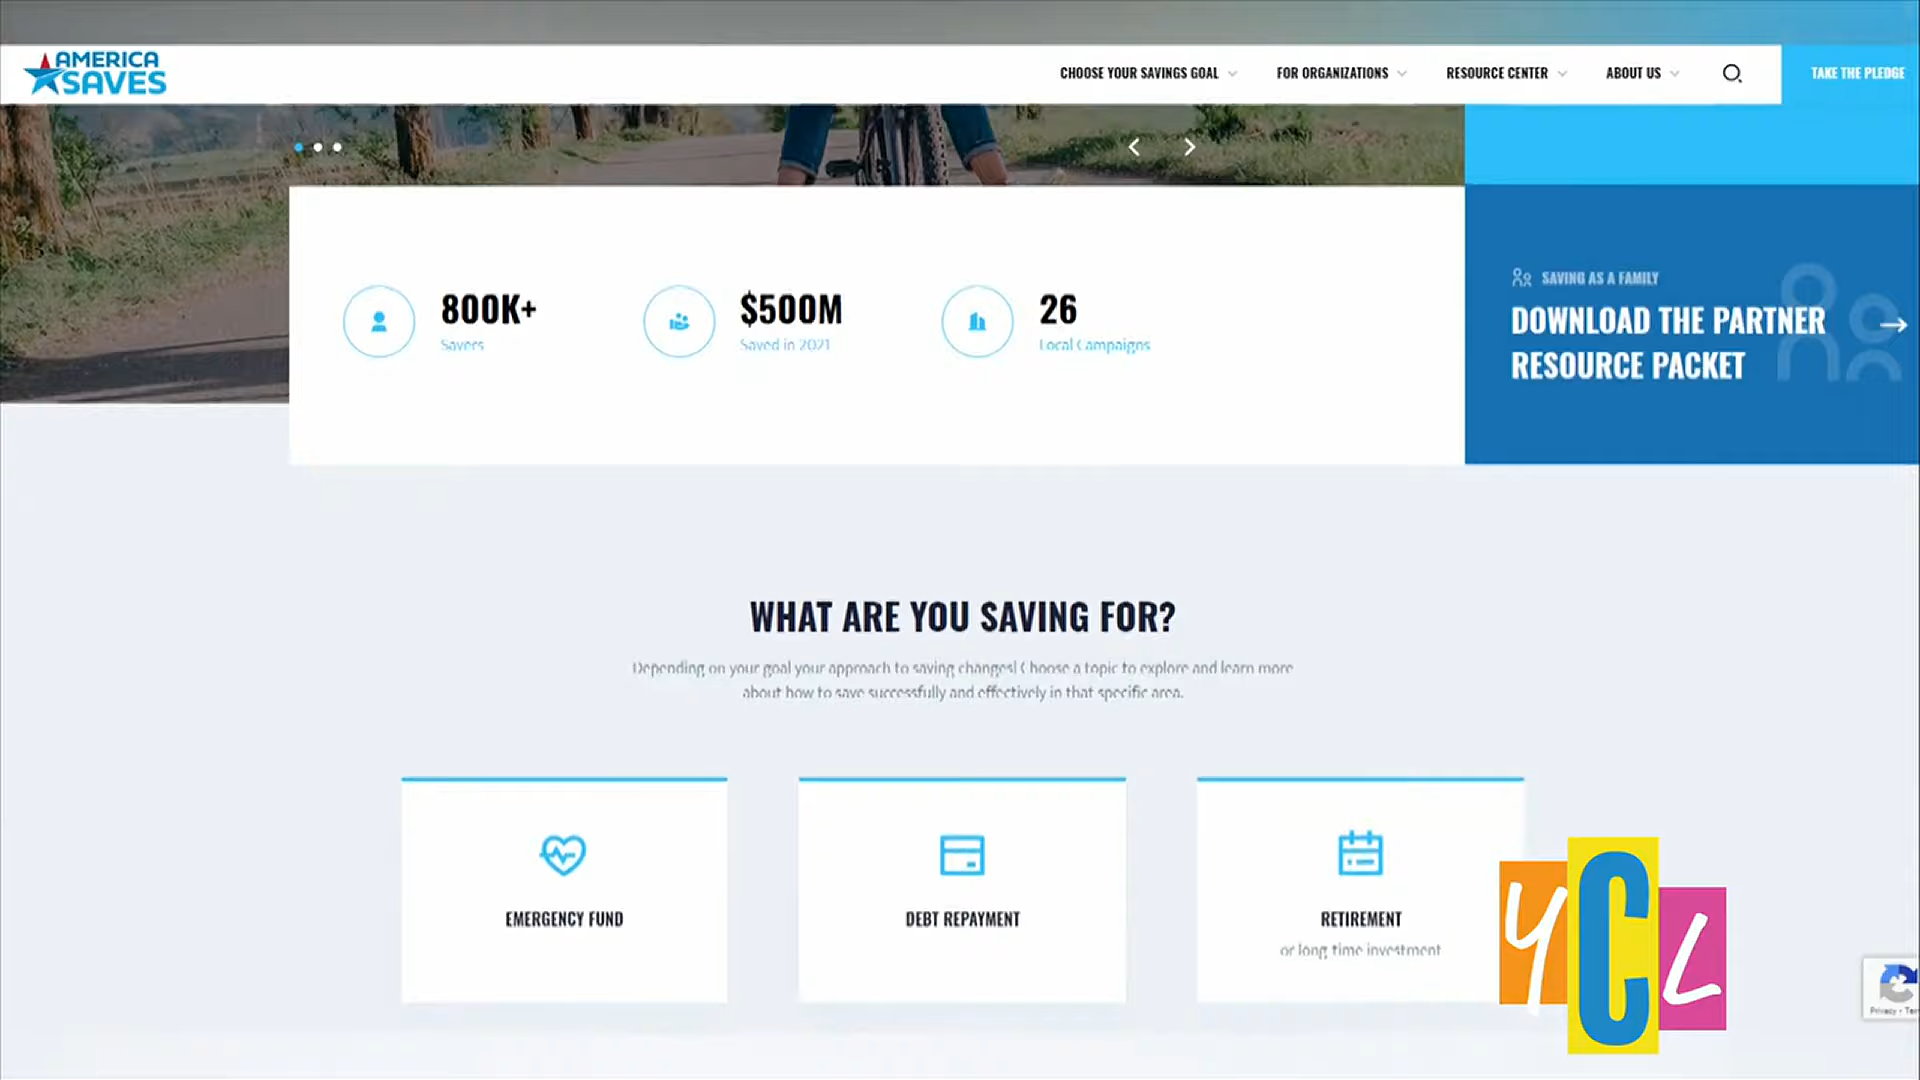 AMERICA
SAVES
CHOOSE YOUR SAVINGS GOAL
FOR ORGANIZATIONS
RESOURCE CENTER
ABOUT US
TAKE THE PLEDGE
800K+
Savers
$500M
Saved in 2021
26
Local Campaigns
SAVING AS A FAMILY
DOWNLOAD THE PARTNER
RESOURCE PACKET
WHAT ARE YOU SAVING FOR?
Depending on your goal your approach to saving changes! Choose a topic to explore and learn more
about how to save successfully and effectively in that specific area.
EMERGENCY FUND
DEBT REPAYMENT
RETIREMENT
or long time investment
YCL
Privacy •